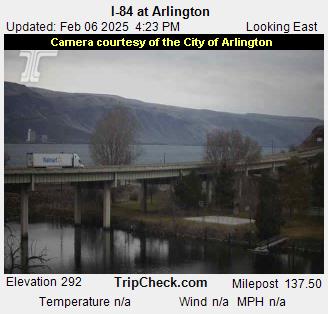 I-84 at Arlington
Updated: Feb 06 2025 4:23 PM Looking East
Camera courtesy of the City of Arlington
Walmart
Elevation 292 TripCheck.com Milepost 137.50
Temperature n/a Wind n/a MPH n/a